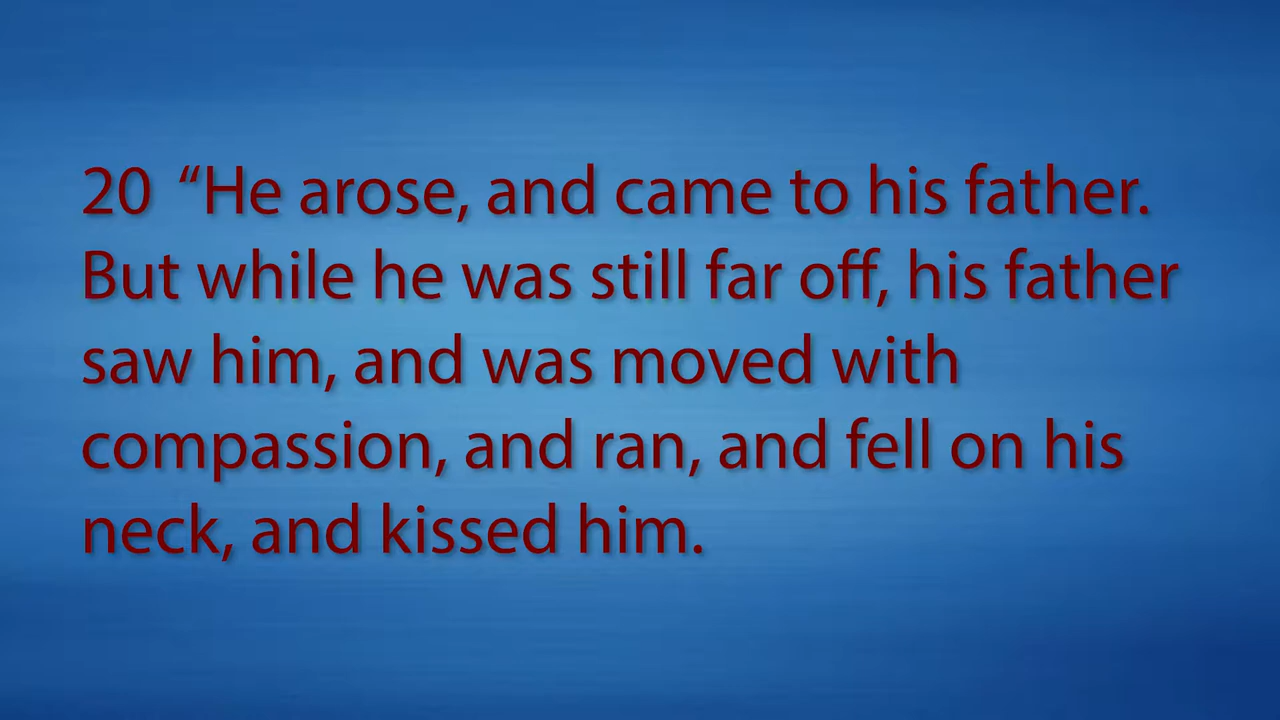 20 “He arose, and came to his father.
But while he was still far off, his father
saw him, and was moved with
compassion, and ran, and fell on his
neck, and kissed him.